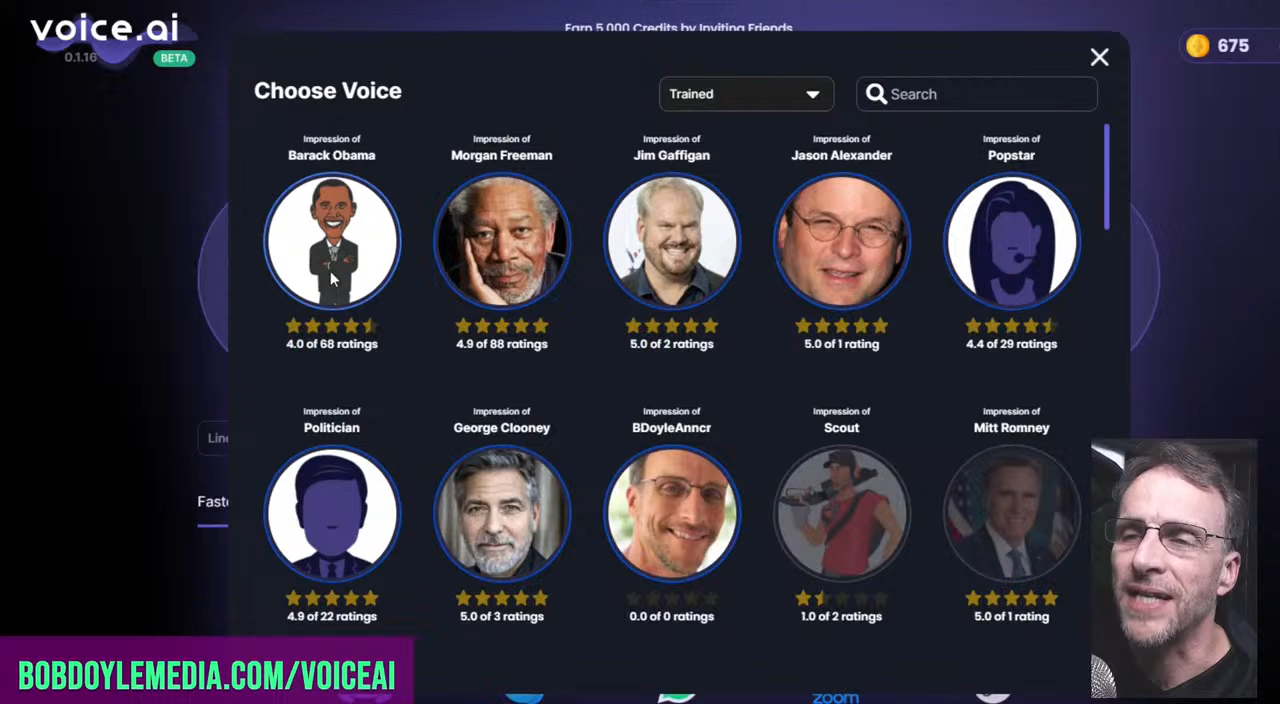 voice.ai
0.1.16
BETA
Earn 5,000 Credits by Inviting Friends
675
Choose Voice
Trained
Search
Impression of
Barack Obama
4.0 of 68 ratings
Impression of
Morgan Freeman
4.9 of 88 ratings
Impression of
Jim Gaffigan
5.0 of 2 ratings
Impression of
Jason Alexander
5.0 of 1 rating
Impression of
Popstar
4.4 of 29 ratings
Impression of
Politician
4.9 of 22 ratings
Impression of
George Clooney
5.0 of 3 ratings
Impression of
BDoyleAnncr
0.0 of 0 ratings
Impression of
Scout
1.0 of 2 ratings
Impression of
Mitt Romney
5.0 of 1 rating
BOBDOYLEMEDIA.COM/VOICEAI
zoom